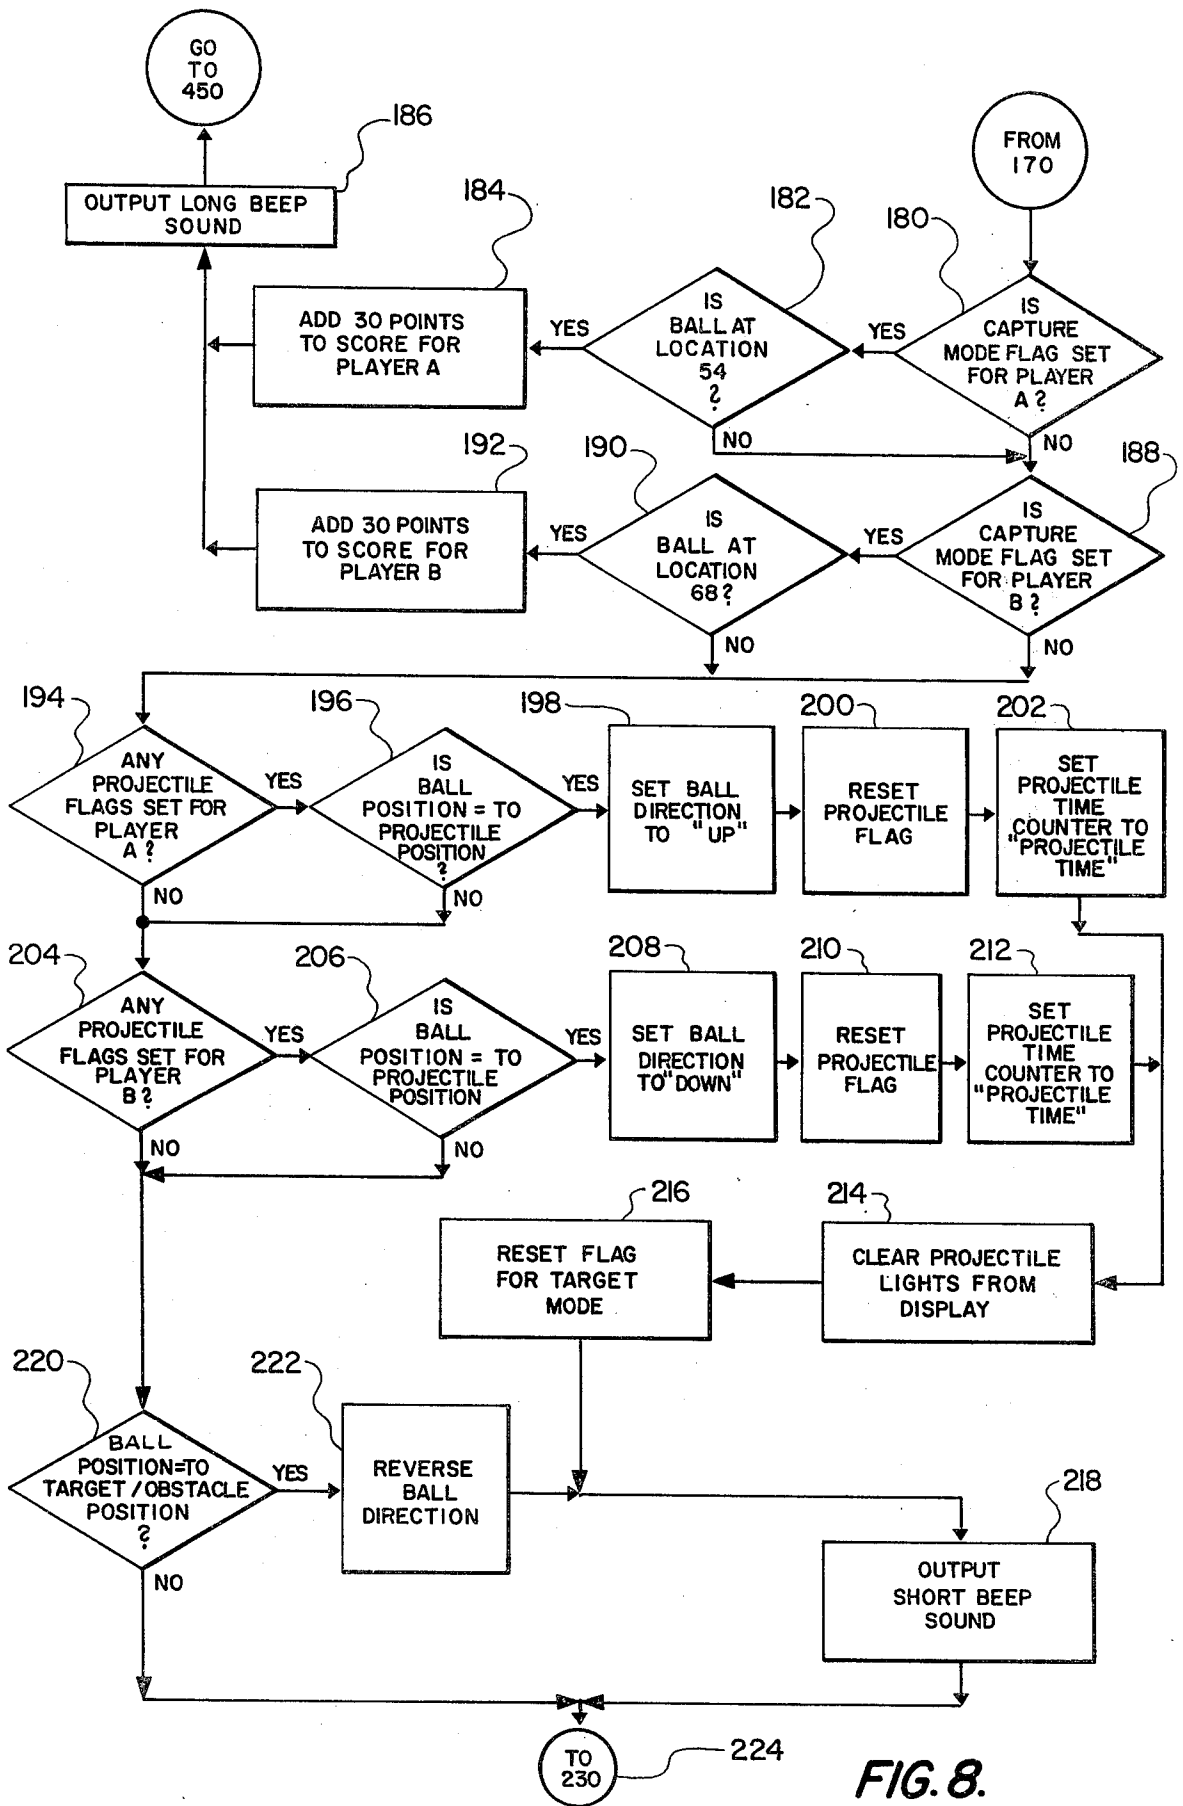 GO
TO
450
186
OUTPUT LONG BEEP
SOUND
FROM
170
184
ADD 30 POINTS
TO SCORE FOR
PLAYER A
YES
182
IS
BALL AT
LOCATION
54
?
NO
YES
180
IS
CAPTURE
MODE FLAG SET
FOR PLAYER
A?
NO
192
ADD 30 POINTS
TO SCORE FOR
PLAYER B
YES
190
IS
BALL AT
LOCATION
68?
NO
YES
188
IS
CAPTURE
MODE FLAG SET
FOR PLAYER
B?
NO
194
ANY
PROJECTILE
FLAGS SET FOR
PLAYER
A?
YES
NO
196
IS
BALL
POSITION = TO
PROJECTILE
POSITION
?
YES
NO
198
SET BALL
DIRECTION
TO "UP"
200
RESET
PROJECTILE
FLAG
202
SET
PROJECTILE
TIME
COUNTER TO
"PROJECTILE
TIME"
204
ANY
PROJECTILE
FLAGS SET FOR
PLAYER
B?
YES
NO
206
IS
BALL
POSITION = TO
PROJECTILE
POSITION
YES
NO
208
SET BALL
DIRECTION
TO "DOWN"
210
RESET
PROJECTILE
FLAG
212
SET
PROJECTILE
TIME
COUNTER TO
"PROJECTILE
TIME"
216
RESET FLAG
FOR TARGET
MODE
214
CLEAR PROJECTILE
LIGHTS FROM
DISPLAY
220
BALL
POSITION=TO
TARGET/OBSTACLE
POSITION
?
YES
NO
222
REVERSE
BALL
DIRECTION
218
OUTPUT
SHORT BEEP
SOUND
TO
230
224
FIG. 8.